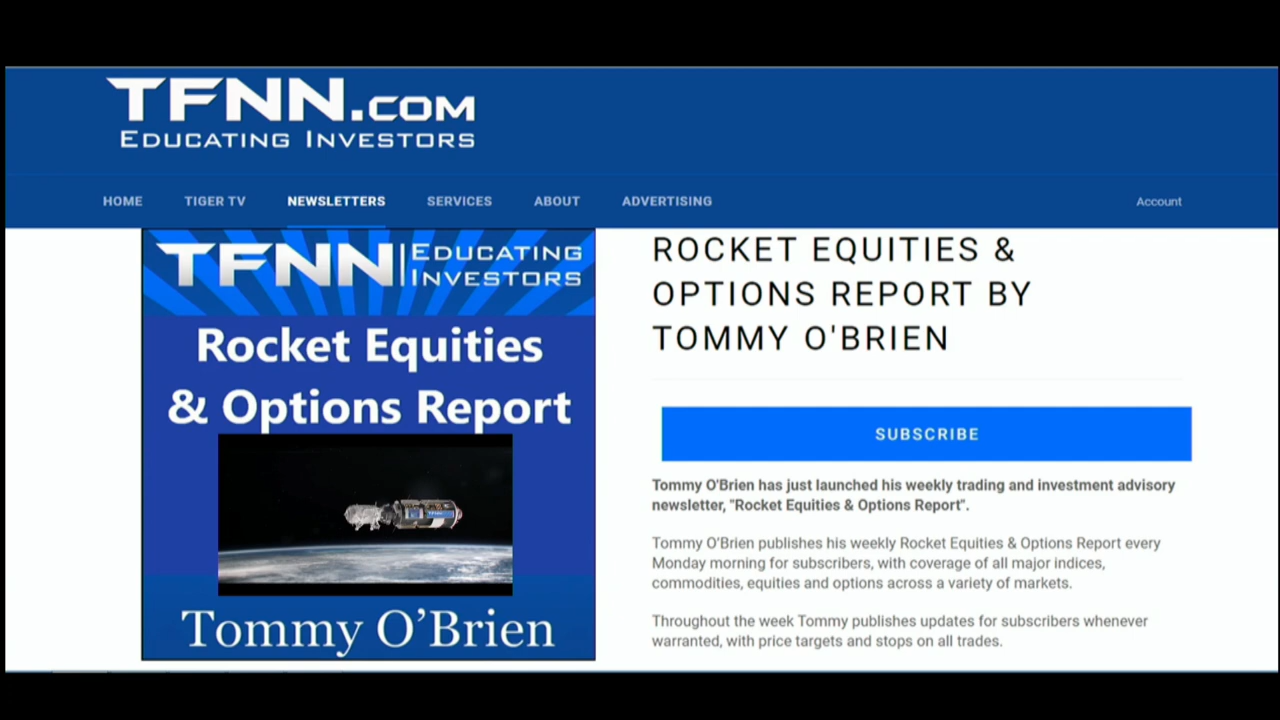 TFNN.COM
EDUCATING INVESTORS
HOME TIGER TV NEWSLETTERS SERVICES ABOUT ADVERTISING Account
TFNN EDUCATING
INVESTORS
Rocket Equities
& Options Report
Tommy O’Brien
ROCKET EQUITIES &
OPTIONS REPORT BY
TOMMY O'BRIEN
SUBSCRIBE
Tommy O'Brien has just launched his weekly trading and investment advisory
newsletter, "Rocket Equities & Options Report".
Tommy O’Brien publishes his weekly Rocket Equities & Options Report every
Monday morning for subscribers, with coverage of all major indices,
commodities, equities and options across a variety of markets.
Throughout the week Tommy publishes updates for subscribers whenever
warranted, with price targets and stops on all trades.